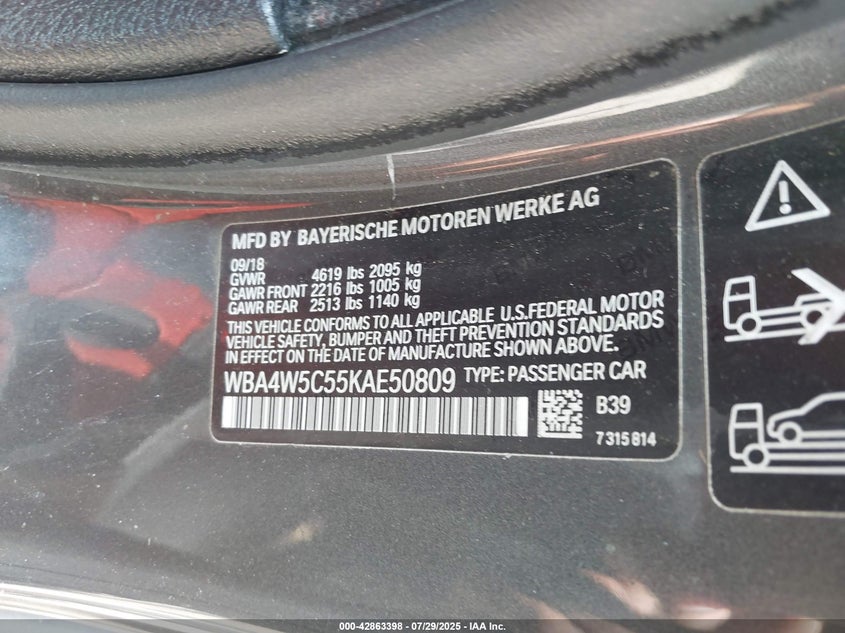 MFD BY BAYERISCHE MOTOREN WERKE AG
09/18
GVWR 4619 lbs 2095 kg
GAWR FRONT 2216 lbs 1005 kg
GAWR REAR 2513 lbs 1140 kg
THIS VEHICLE CONFORMS TO ALL APPLICABLE U.S.FEDERAL MOTOR
VEHICLE SAFETY, BUMPER AND THEFT PREVENTION STANDARDS
IN EFFECT ON THE DATE OF MANUFACTURE SHOWN ABOVE.
WBA4W5C55KAE50809 TYPE: PASSENGER CAR
B39
7315814
000-42863398 - 07/29/2025 - IAA Inc.